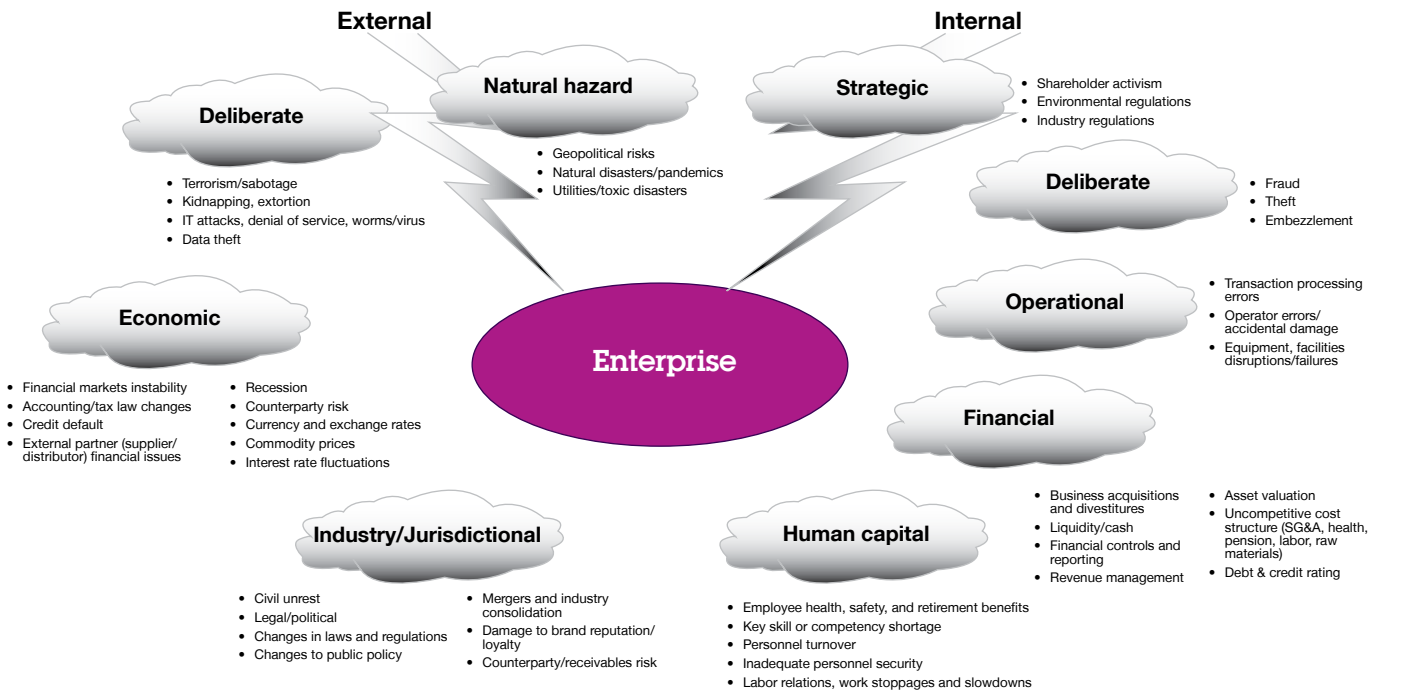 External
Internal
Natural hazard
• Geopolitical risks
• Natural disasters/pandemics
• Utilities/toxic disasters
Strategic
• Shareholder activism
• Environmental regulations
• Industry regulations
Deliberate
• Terrorism/sabotage
• Kidnapping, extortion
• IT attacks, denial of service, worms/virus
• Data theft
Deliberate
• Fraud
• Theft
• Embezzlement
Economic
• Financial markets instability
• Accounting/tax law changes
• Credit default
• External partner (supplier/
distributor) financial issues
• Recession
• Counterparty risk
• Currency and exchange rates
• Commodity prices
• Interest rate fluctuations
Enterprise
Operational
• Transaction processing
errors
• Operator errors/
accidental damage
• Equipment, facilities
disruptions/failures
Financial
• Business acquisitions
and divestitures
• Liquidity/cash
• Financial controls and
reporting
• Revenue management
• Asset valuation
• Uncompetitive cost
structure (SG&A, health,
pension, labor, raw
materials)
• Debt & credit rating
Industry/Jurisdictional
• Civil unrest
• Legal/political
• Changes in laws and regulations
• Changes to public policy
• Mergers and industry
consolidation
• Damage to brand reputation/
loyalty
• Counterparty/receivables risk
Human capital
• Employee health, safety, and retirement benefits
• Key skill or competency shortage
• Personnel turnover
• Inadequate personnel security
• Labor relations, work stoppages and slowdowns